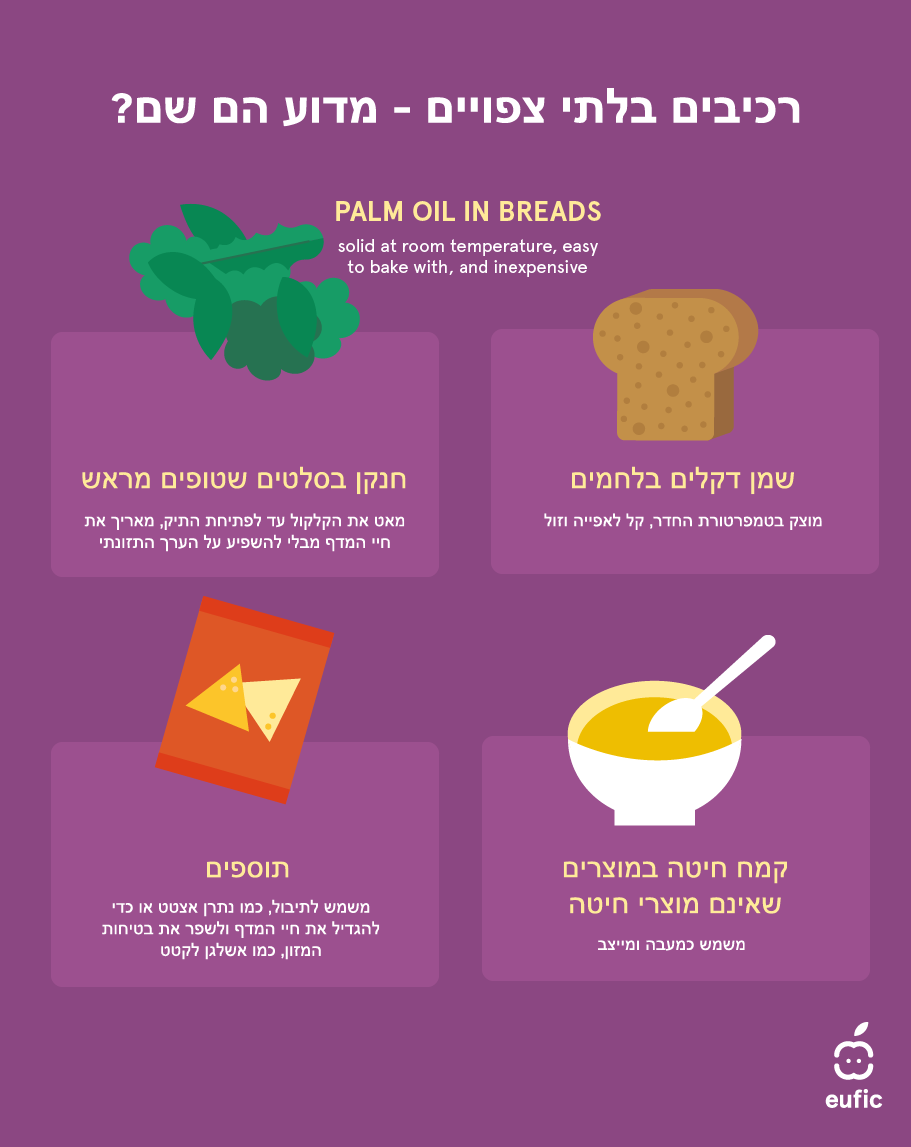 רכיבים בלתי צפויים - מדוע הם שם?
PALM OIL IN BREADS
solid at room temperature, easy
to bake with, and inexpensive
שמן דקלים בלחמים
מוצק בטמפרטורת החדר, קל לאפייה וזול
חנקן בסלטים שטופים מראש
מאט את הקלקול עד לפתיחת התיק, מאריך את
חיי המדף מבלי להשפיע על הערך התזונתי
קמח חיטה במוצרים
שאינם מוצרי חיטה
משמש כמעבה ומייצב
תוספים
משמש לתיבול, כמו נתרן אצטט או כדי
להגדיל את חיי המדף ולשפר את בטיחות
המזון, כמו אשלגן לקטט
eufic